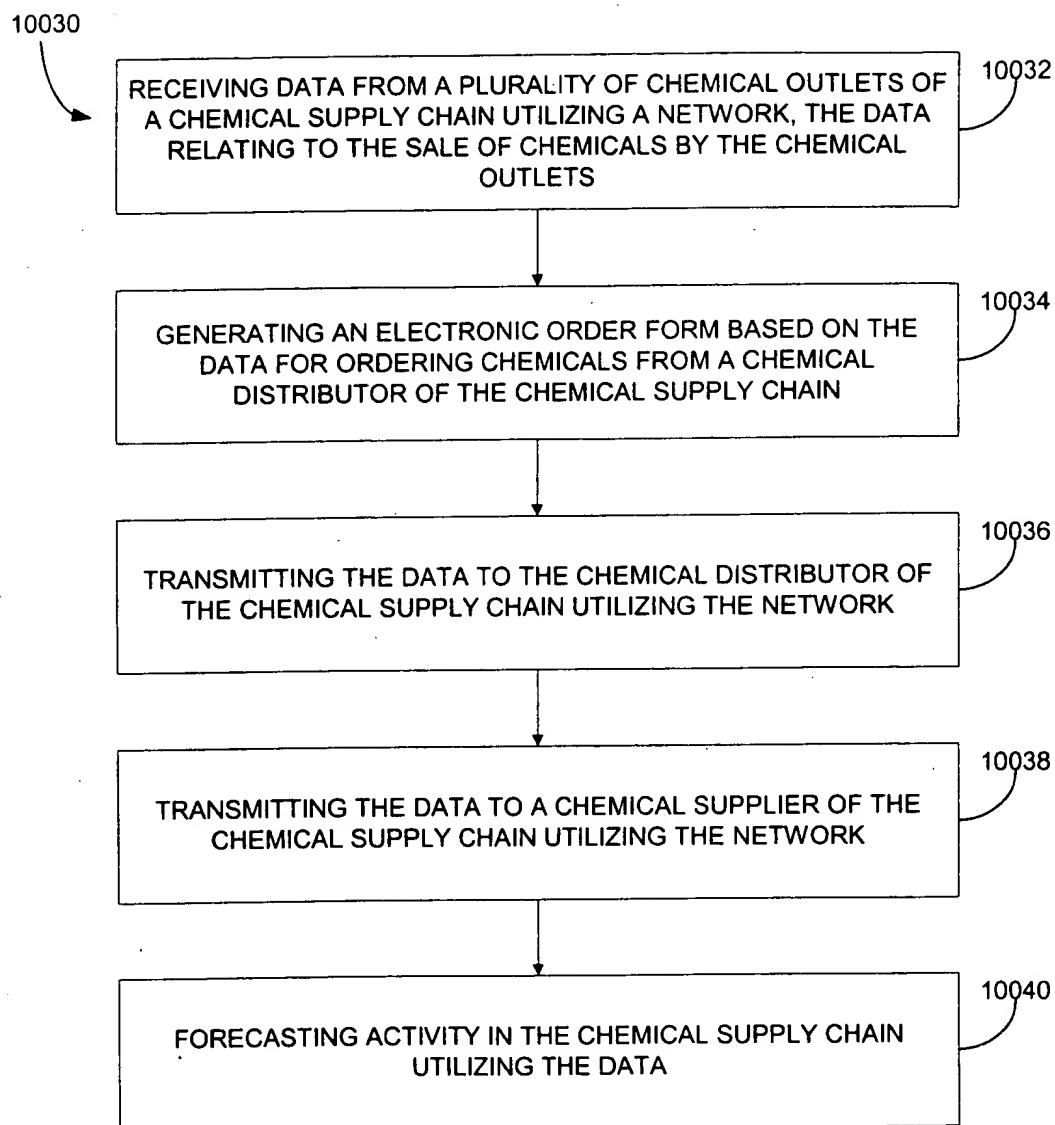 10030
RECEIVING DATA FROM A PLURALITY OF CHEMICAL OUTLETS OF
A CHEMICAL SUPPLY CHAIN UTILIZING A NETWORK, THE DATA
RELATING TO THE SALE OF CHEMICALS BY THE CHEMICAL
OUTLETS
10032
GENERATING AN ELECTRONIC ORDER FORM BASED ON THE
DATA FOR ORDERING CHEMICALS FROM A CHEMICAL
DISTRIBUTOR OF THE CHEMICAL SUPPLY CHAIN
10034
TRANSMITTING THE DATA TO THE CHEMICAL DISTRIBUTOR OF
THE CHEMICAL SUPPLY CHAIN UTILIZING THE NETWORK
10036
TRANSMITTING THE DATA TO A CHEMICAL SUPPLIER OF THE
CHEMICAL SUPPLY CHAIN UTILIZING THE NETWORK
10038
FORECASTING ACTIVITY IN THE CHEMICAL SUPPLY CHAIN
UTILIZING THE DATA
10040